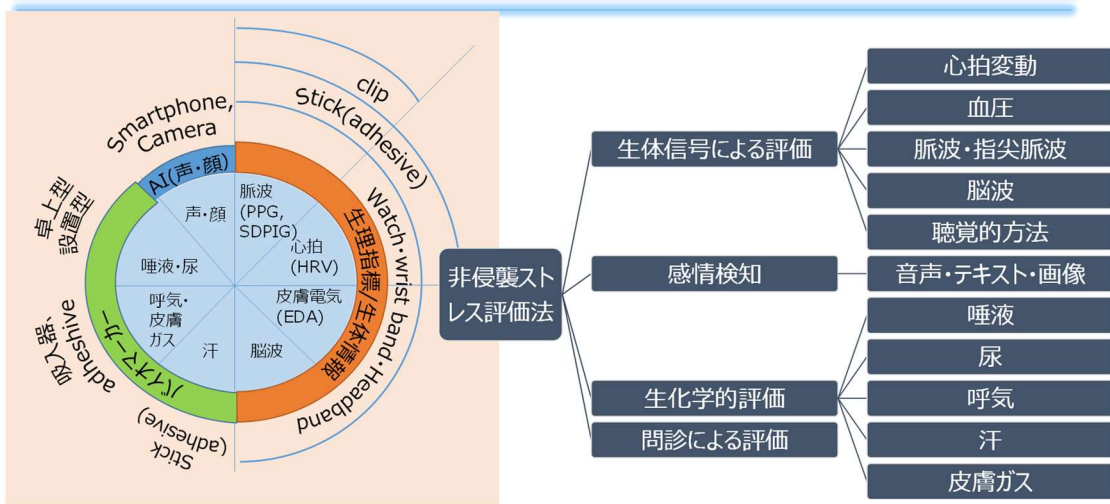 clip
Stick(adhesive)
Smartphone,
Camera
Watch・wrist band・Headband
卓上型
設置型
吸入器、
adheshive
Stick
(adhesive)
AI(声・顔)
生理指標/生体情報
バイオマーカー
声・顔
脈波
(PPG,
SDPIG)
心拍
(HRV)
皮膚電気
(EDA)
脳波
汗
呼気・
皮膚
ガス
唾液・尿
非侵襲スト
レス評価法
生体信号による評価
心拍変動
血圧
脈波・指尖脈波
脳波
聴覚的方法
感情検知
音声・テキスト・画像
生化学的評価
唾液
尿
呼気
汗
皮膚ガス
問診による評価